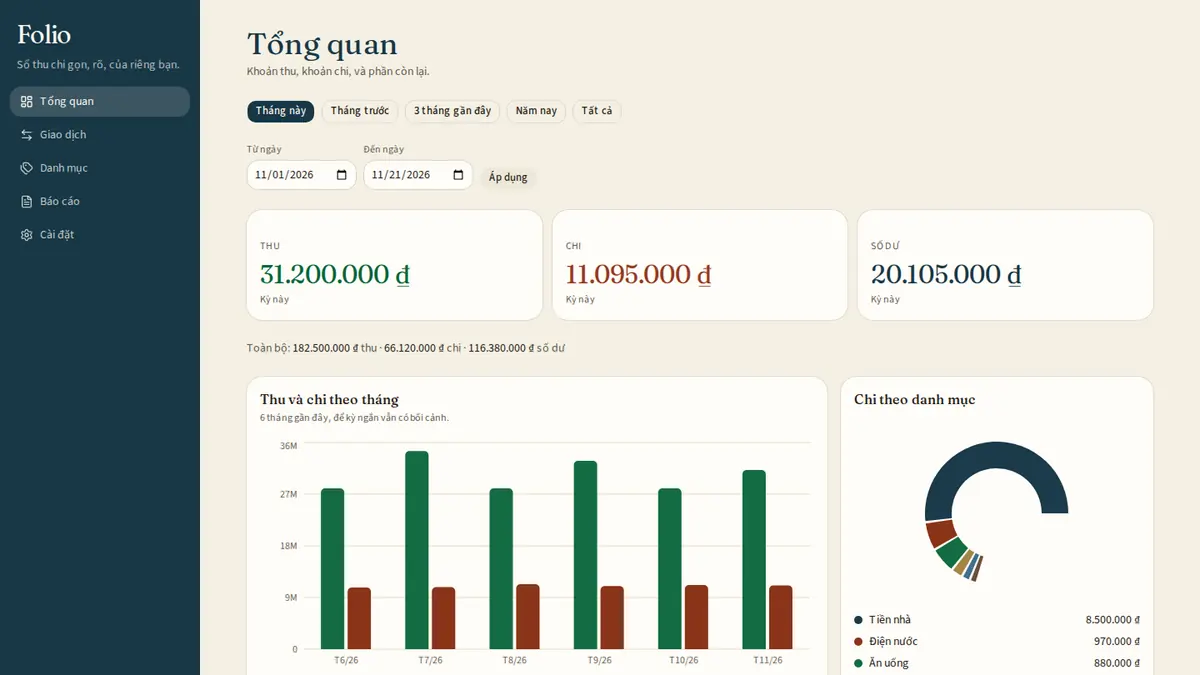 Folio
Sổ thu chi gọn, rõ, của riêng bạn.
Tổng quan
Giao dịch
Danh mục
Báo cáo
Cài đặt
Tổng quan
Khoản thu, khoản chi, và phần còn lại.
Tháng này
Tháng trước
3 tháng gần đây
Năm nay
Tất cả
Từ ngày
Đến ngày
11/01/2026
11/21/2026
Áp dụng
THU
31.200.000 ₫
Kỳ này
CHI
11.095.000 ₫
Kỳ này
SỐ DƯ
20.105.000 ₫
Kỳ này
Toàn bộ: 182.500.000 ₫ thu · 66.120.000 ₫ chi · 116.380.000 ₫ số dư
Thu và chi theo tháng
6 tháng gần đây, để kỳ ngắn vẫn có bối cảnh.
36M
27M
18M
9M
0
T6/26
T7/26
T8/26
T9/26
T10/26
T11/26
Chi theo danh mục
Tiền nhà 8.500.000 ₫
Điện nước 970.000 ₫
Ăn uống 880.000 ₫